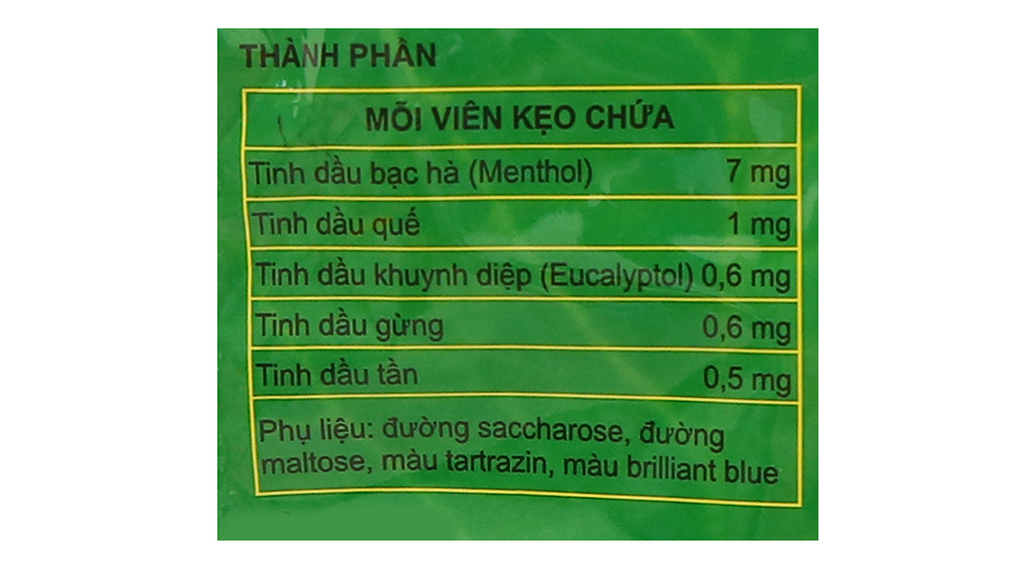 THÀNH PHẦN
MỖI VIÊN KẸO CHỨA
Tinh dầu bạc hà (Menthol) 7 mg
Tinh dầu quế 1 mg
Tinh dầu khuynh diệp (Eucalyptol) 0,6 mg
Tinh dầu gừng 0,6 mg
Tinh dầu tần 0,5 mg
Phụ liệu: đường saccharose, đường
maltose, màu tartrazin, màu brilliant blue